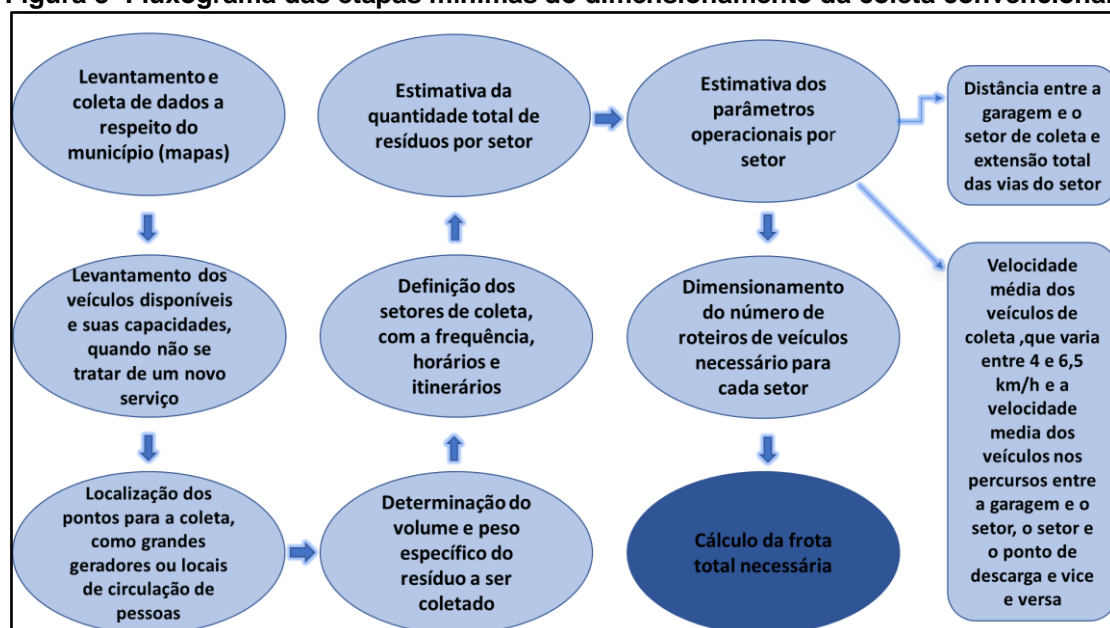 Figura 3- Fluxograma das etapas mínimas do dimensionamento da coleta convencional
Levantamento e
coleta de dados a
respeito do
município (mapas)
Levantamento dos
veículos disponíveis
e suas capacidades,
quando não se
tratar de um novo
serviço
Localização dos
pontos para a coleta,
como grandes
geradores ou locais
de circulação de
pessoas
Determinação do
volume e peso
específico do
resíduo a ser
coletado
Definição dos
setores de coleta,
com a frequência,
horários e
itinerários
Estimativa da
quantidade total de
resíduos por setor
Estimativa dos
parâmetros
operacionais por
setor
Distância entre a
garagem e o
setor de coleta e
extensão total
das vias do setor
Velocidade
média dos
veículos de
coleta ,que varia
entre 4 e 6,5
km/h e a
velocidade
media dos
veículos nos
percursos entre
a garagem e o
setor, o setor e
o ponto de
descarga e vice
e versa
Dimensionamento
do número de
roteiros de veículos
necessário para
cada setor
Cálculo da frota
total necessária